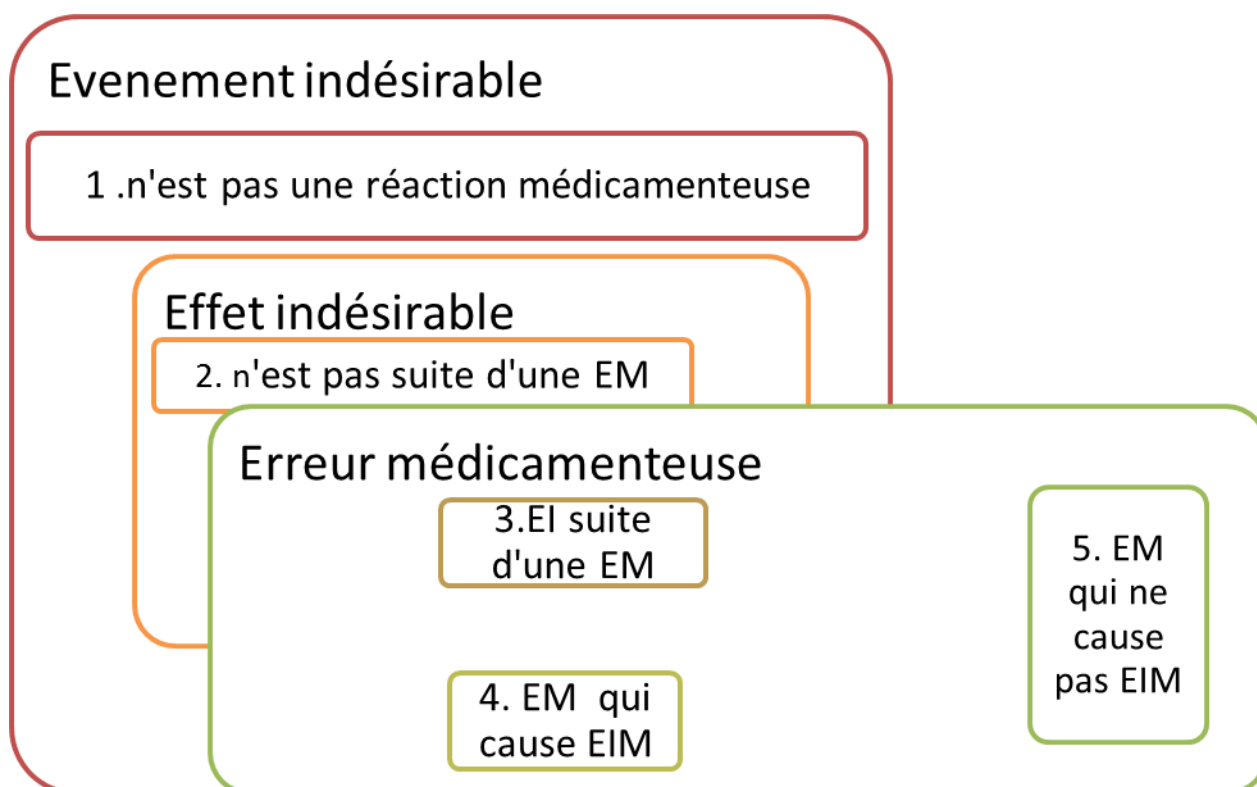 Evenement indésirable
1 .n'est pas une réaction médicamenteuse
Effet indésirable
2. n'est pas suite d'une EM
Erreur médicamenteuse
3.EI suite
d'une EM
4. EM qui
cause EIM
5. EM
qui ne
cause
pas EIM